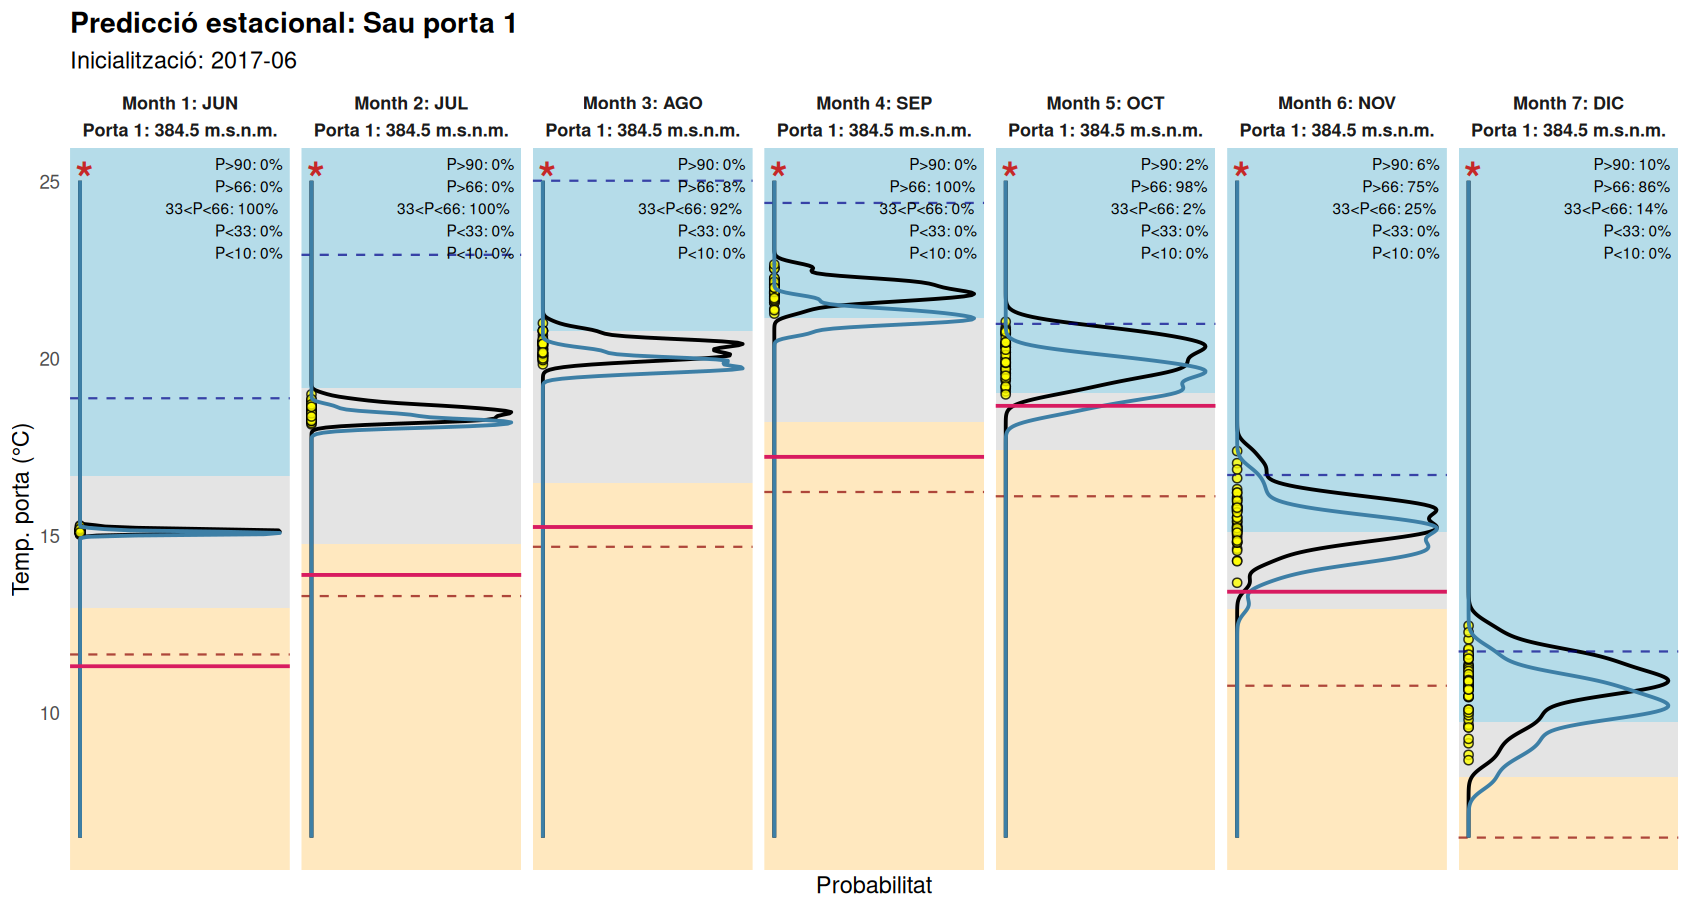 Predicció estacional: Sau porta 1
Inicialització: 2017-06
Month 1: JUN
Porta 1: 384.5 m.s.n.m.
Month 2: JUL
Porta 1: 384.5 m.s.n.m.
Month 3: AGO
Porta 1: 384.5 m.s.n.m.
Month 4: SEP
Porta 1: 384.5 m.s.n.m.
Month 5: OCT
Porta 1: 384.5 m.s.n.m.
Month 6: NOV
Porta 1: 384.5 m.s.n.m.
Month 7: DIC
Porta 1: 384.5 m.s.n.m.
*
P>90: 0%
P>66: 0%
33<P<66: 100%
P<33: 0%
P<10: 0%
*
P>90: 0%
P>66: 0%
33<P<66: 100%
P<33: 0%
P<10: 0%
*
P>90: 0%
P>66: 8%
33<P<66: 92%
P<33: 0%
P<10: 0%
*
P>90: 0%
P>66: 100%
33<P<66: 0%
P<33: 0%
P<10: 0%
*
P>90: 2%
P>66: 98%
33<P<66: 2%
P<33: 0%
P<10: 0%
*
P>90: 6%
P>66: 75%
33<P<66: 25%
P<33: 0%
P<10: 0%
*
P>90: 10%
P>66: 86%
33<P<66: 14%
P<33: 0%
P<10: 0%
25
20
15
10
Temp. porta (°C)
Probabilitat